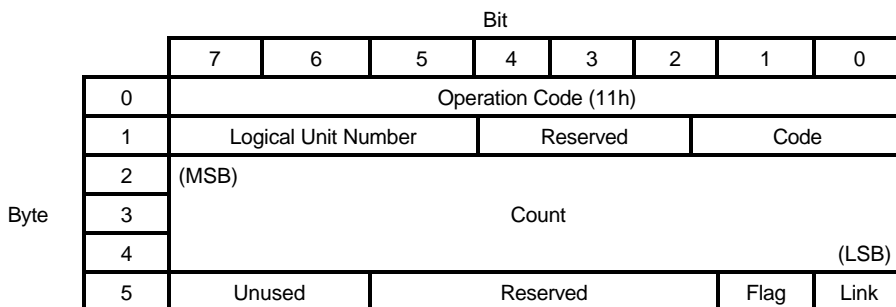 Bit
7 6 5 4 3 2 1 0
0 Operation Code (11h)
1 Logical Unit Number Reserved Code
2 (MSB)
Byte 3 Count
4 (LSB)
5 Unused Reserved Flag Link